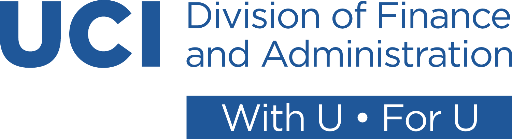 UCI Division of Finance
and Administration
With U • For U